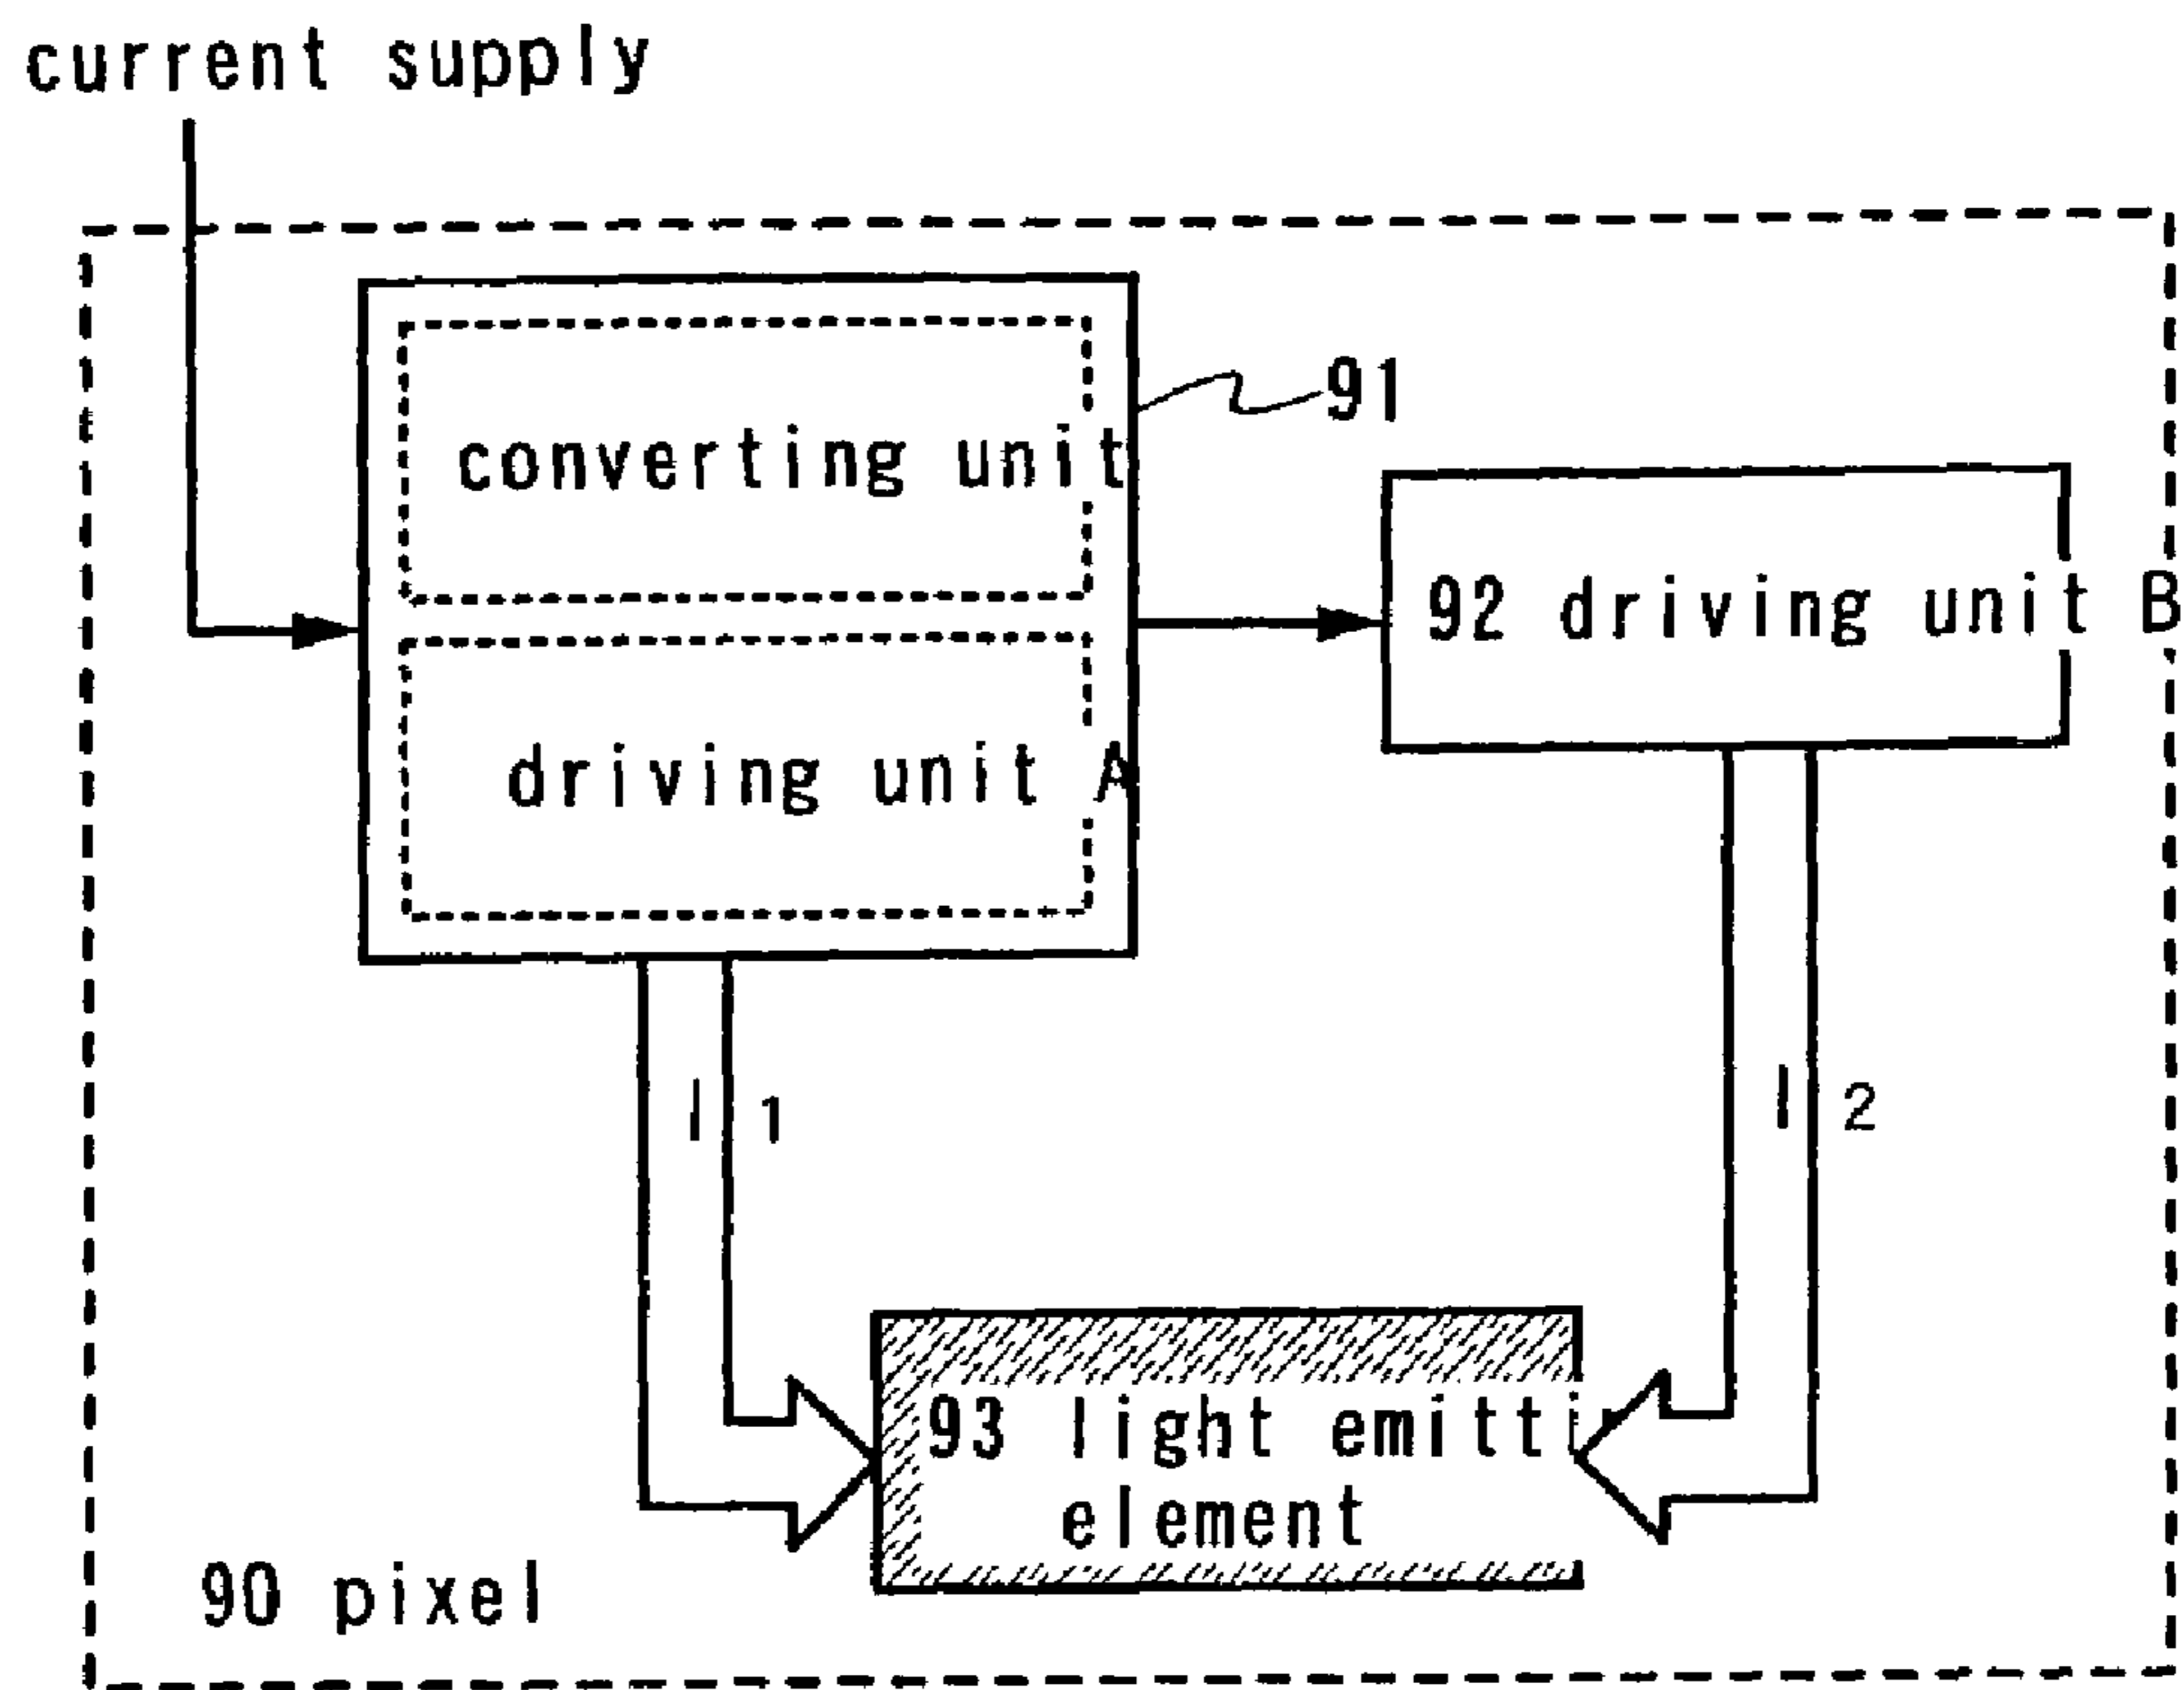 current supply
converting unit
91
92 driving unit B
driving unit A
I 1
I 2
93 light emitti
element
90 pixel